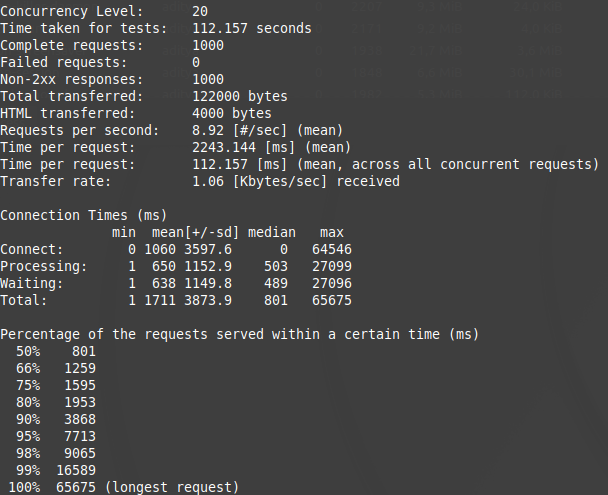 Concurrency Level:      20
Time taken for tests:   112.157 seconds
Complete requests:      1000
Failed requests:        0
Non-2xx responses:      1000
Total transferred:      122000 bytes
HTML transferred:       4000 bytes
Requests per second:    8.92 [#/sec] (mean)
Time per request:       2243.144 [ms] (mean)
Time per request:       112.157 [ms] (mean, across all concurrent requests)
Transfer rate:          1.06 [Kbytes/sec] received

Connection Times (ms)
              min  mean[+/-sd] median   max
Connect:        0 1060 3597.6      0   64546
Processing:     1  650 1152.9    503   27099
Waiting:        1  638 1149.8    489   27096
Total:          1 1711 3873.9    801   65675

Percentage of the requests served within a certain time (ms)
  50%    801
  66%   1259
  75%   1595
  80%   1953
  90%   3868
  95%   7713
  98%   9065
  99%  16589
 100%  65675 (longest request)